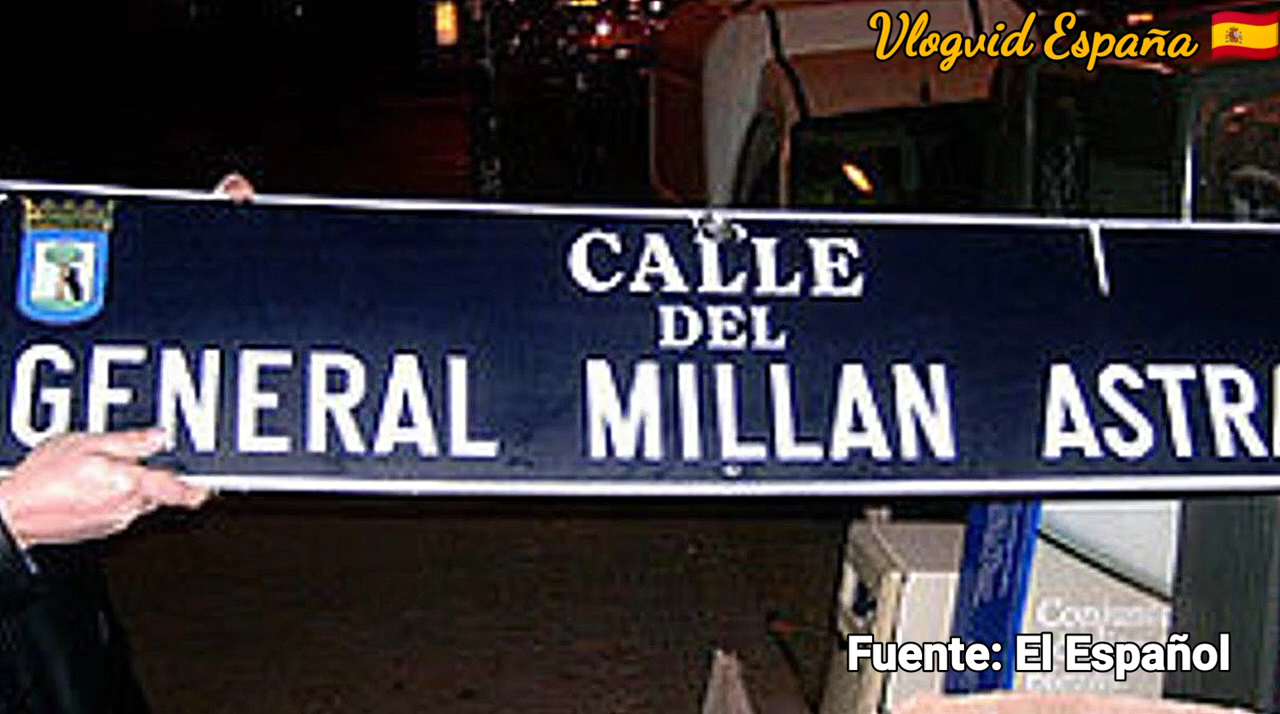 Vlogvid España
CALLE
DEL
GENERAL MILLAN ASTR
Fuente: El Español